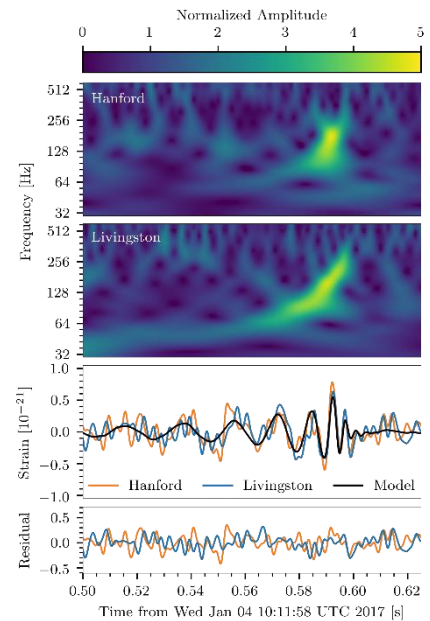 Normalized Amplitude
0 1 2 3 4 5
Hanford
512
256
128
64
32
Frequency [Hz]
Livingston
512
256
128
64
32
1.0
0.5
0.0
−0.5
−1.0
Strain [10−21]
Hanford Livingston Model
0.5
0.0
−0.5
Residual
0.50 0.52 0.54 0.56 0.58 0.60 0.62
Time from Wed Jan 04 10:11:58 UTC 2017 [s]